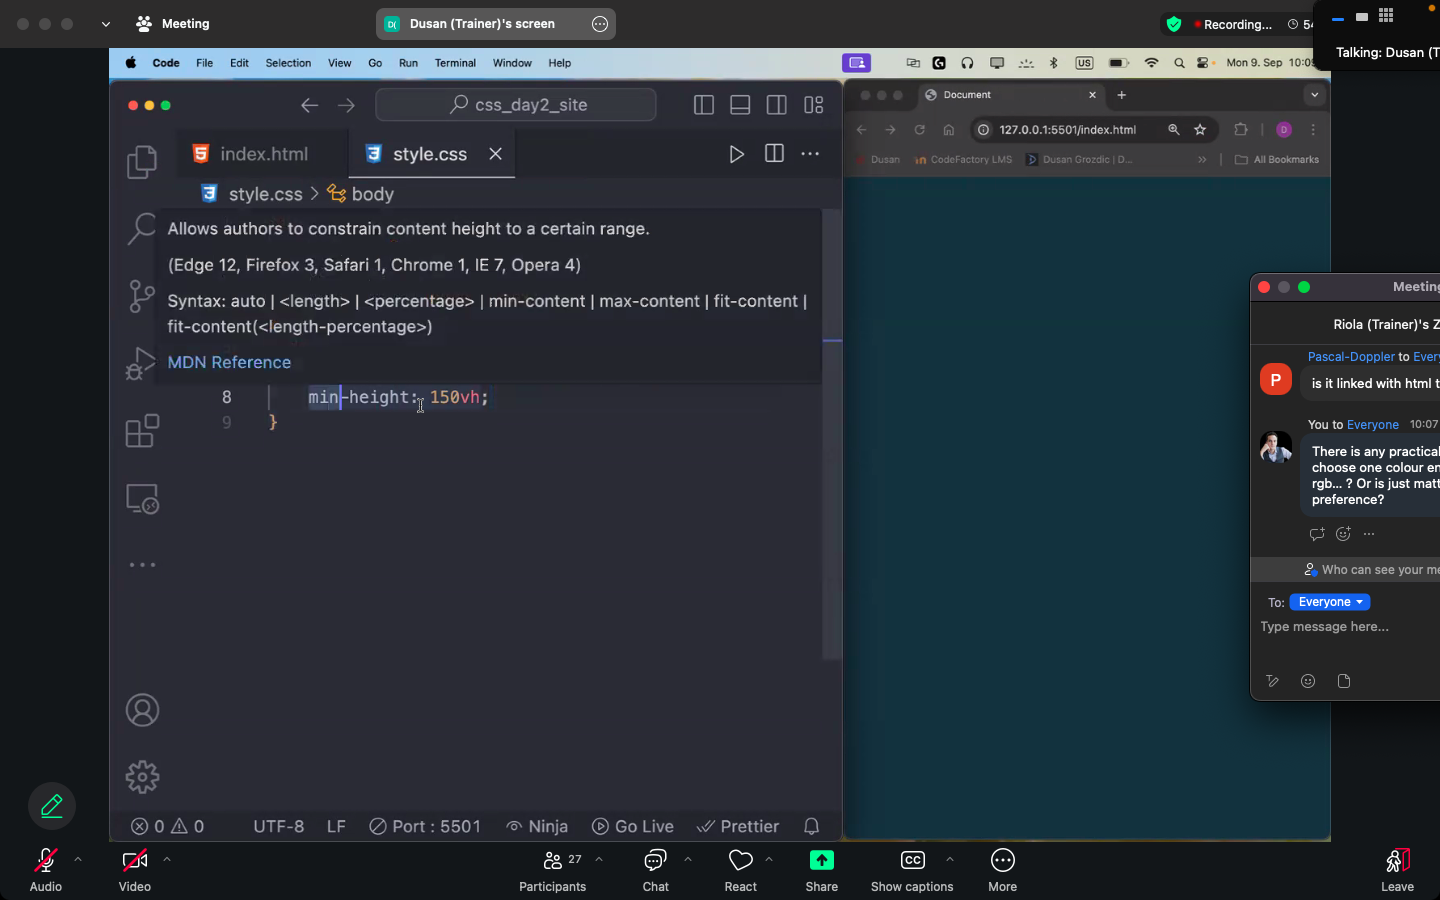 Meeting
D( Dusan (Trainer)'s screen
Recording...
54
Talking: Dusan (T
Code File Edit Selection View Go Run Terminal Window Help
US
Mon 9. Sep 10:09
css_day2_site
Document
127.0.0.1:5501/index.html
D
Dusan
CodeFactory LMS
Dusan Grozdic | D...
All Bookmarks
index.html
style.css
style.css > body
Allows authors to constrain content height to a certain range.
(Edge 12, Firefox 3, Safari 1, Chrome 1, IE 7, Opera 4)
Syntax: auto | <length> | <percentage> | min-content | max-content | fit-content |
fit-content(<length-percentage>)
MDN Reference
8 min-height: 150vh;
9 }
Meeting
Riola (Trainer)'s Z
Pascal-Doppler to Every
P
is it linked with html t
You to Everyone 10:07
There is any practical
choose one colour en
rgb... ? Or is just matt
preference?
Who can see your me
To: Everyone
Type message here...
0 0 UTF-8 LF Port : 5501 Ninja Go Live Prettier
Audio
Video
27
Participants
Chat
React
Share
CC
Show captions
More
Leave